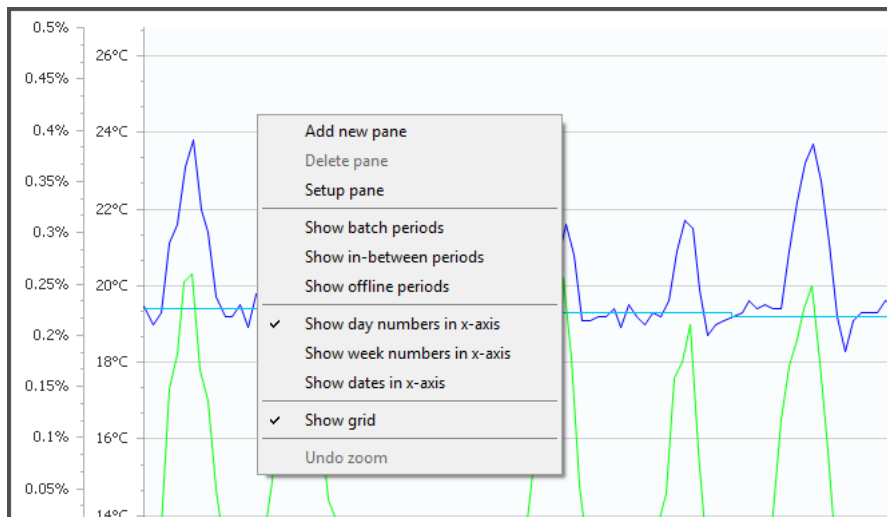 0.5%
0.45%
0.4%
0.35%
0.3%
0.25%
0.2%
0.15%
0.1%
0.05%
26°C
24°C
22°C
20°C
18°C
16°C
14°C
Add new pane
Delete pane
Setup pane
Show batch periods
Show in-between periods
Show offline periods
Show day numbers in x-axis
Show week numbers in x-axis
Show dates in x-axis
Show grid
Undo zoom